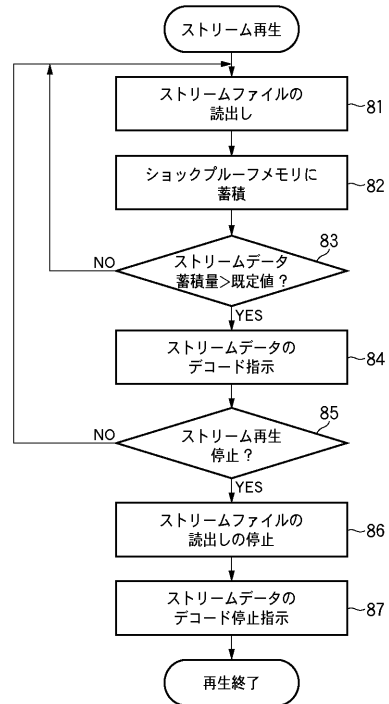 ストリーム再生
ストリームファイルの
読出し
81
ショックプルーフメモリに
蓄積
82
83
ストリームデータ
蓄積量>既定値?
NO
YES
ストリームデータの
デコード指示
84
85
ストリーム再生
停止?
NO
YES
ストリームファイルの
読出しの停止
86
ストリームデータの
デコード停止指示
87
再生終了